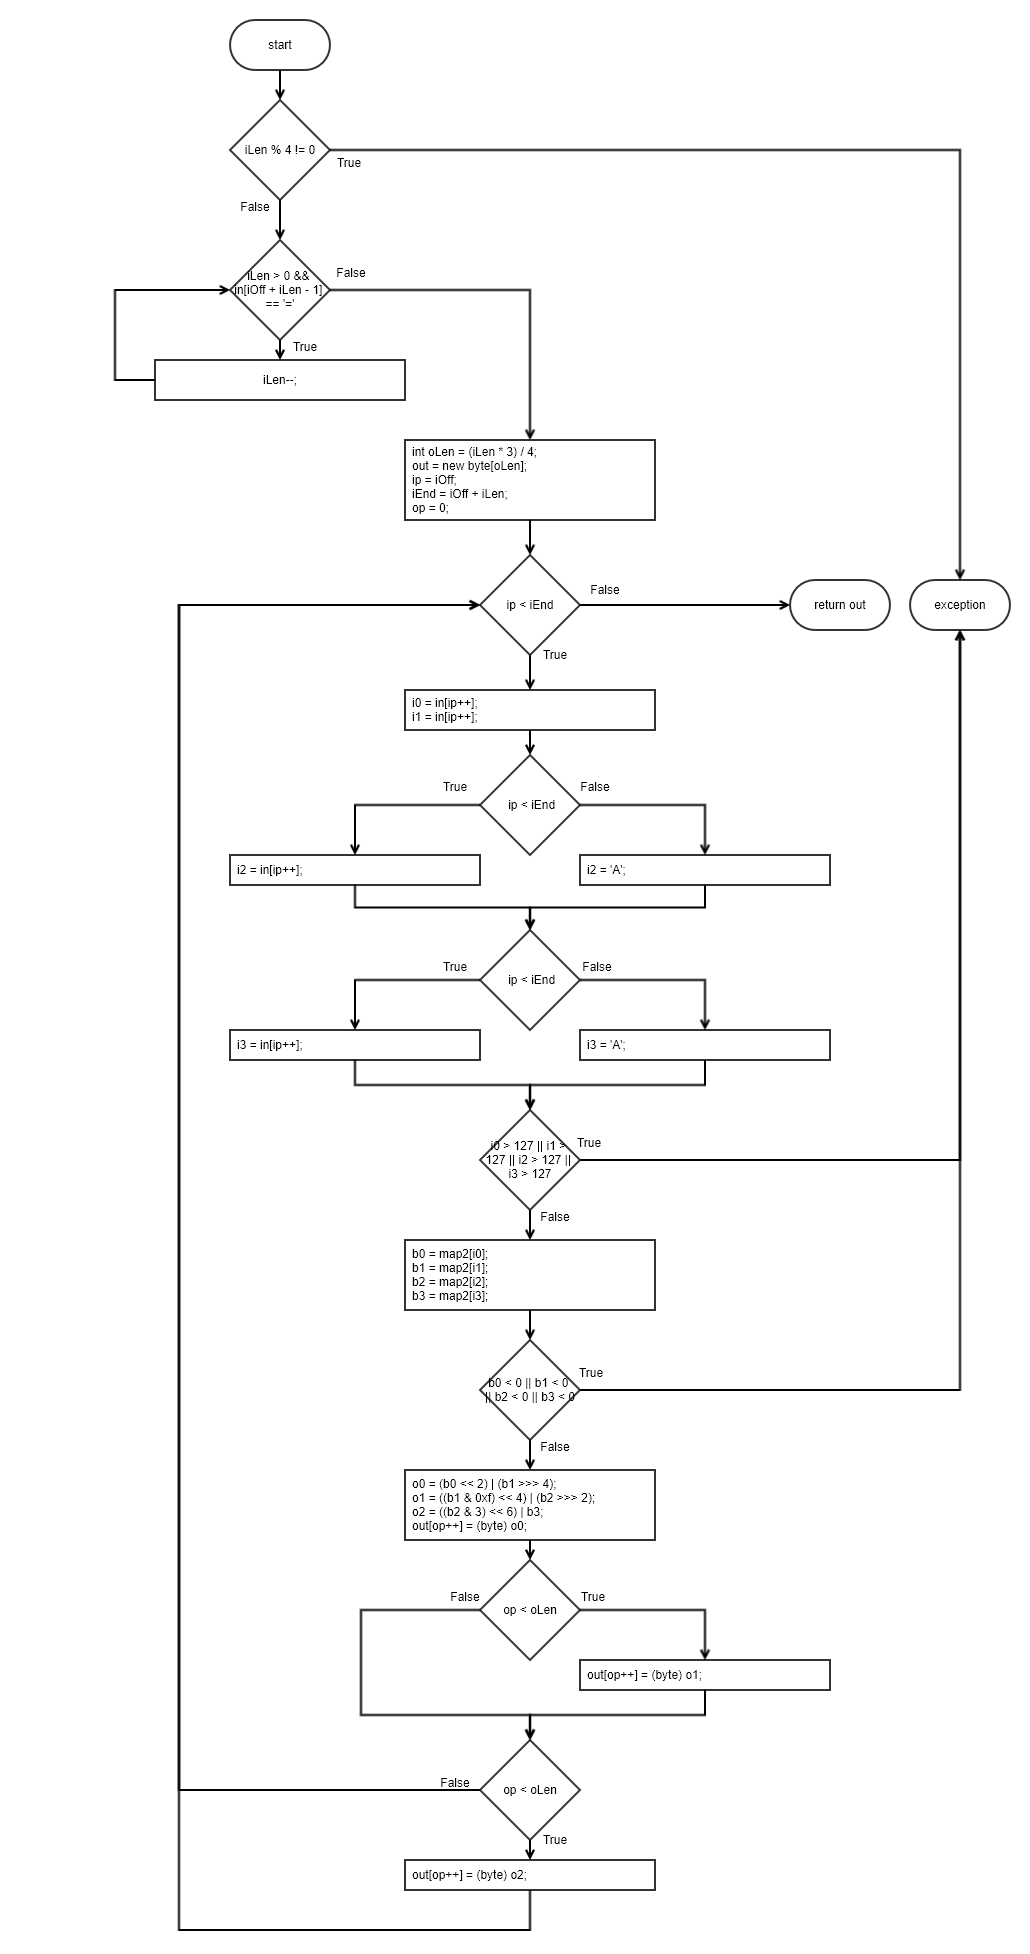 start
iLen % 4 != 0
True
False
iLen > 0 &&
in[iOff + iLen - 1]
== '='
False
True
iLen--;
int oLen = (iLen * 3) / 4;
out = new byte[oLen];
ip = iOff;
iEnd = iOff + iLen;
op = 0;
ip < iEnd
False
return out
exception
True
i0 = in[ip++];
i1 = in[ip++];
True
ip < iEnd
False
i2 = in[ip++];
i2 = 'A';
True
ip < iEnd
False
i3 = in[ip++];
i3 = 'A';
i0 > 127 || i1 >
127 || i2 > 127 ||
i3 > 127
True
False
b0 = map2[i0];
b1 = map2[i1];
b2 = map2[i2];
b3 = map2[i3];
b0 < 0 || b1 < 0
|| b2 < 0 || b3 < 0
True
False
o0 = (b0 << 2) | (b1 >>> 4);
o1 = ((b1 & 0xf) << 4) | (b2 >>> 2);
o2 = ((b2 & 3) << 6) | b3;
out[op++] = (byte) o0;
False
op < oLen
True
out[op++] = (byte) o1;
False
op < oLen
True
out[op++] = (byte) o2;